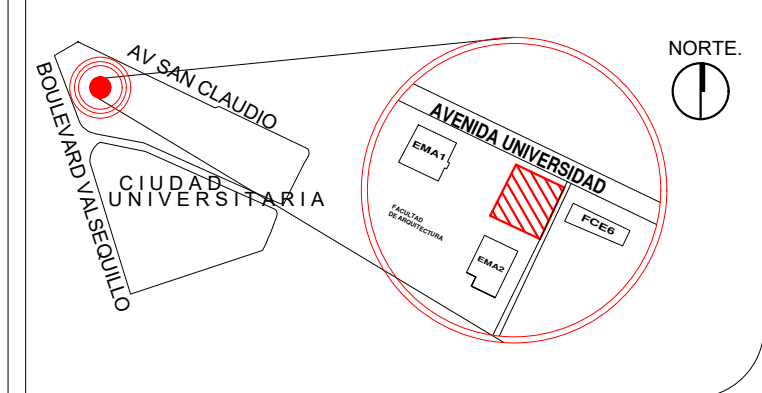 AV SAN CLAUDIO
BOULEVARD VALSEQUILLO
CIUDAD
UNIVERSITARIA
NORTE.
AVENIDA UNIVERSIDAD
EMA1
FACULTAD
DE ARQUITECTURA
EMA2
FCE6